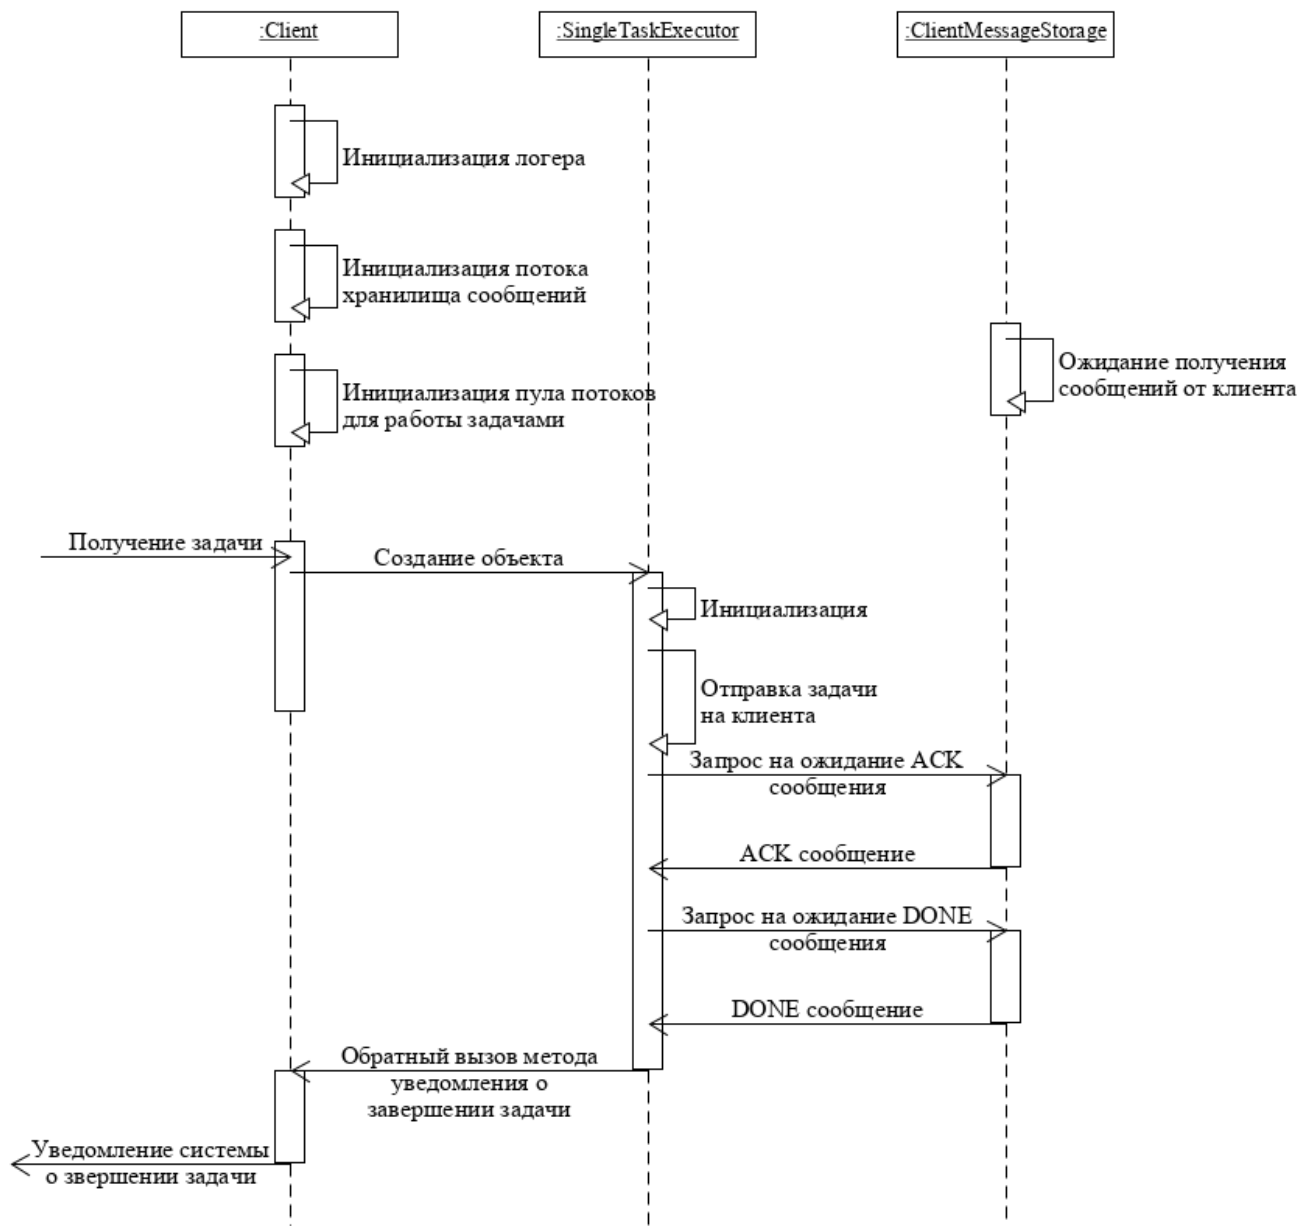 :Client
:SingleTaskExecutor
:ClientMessageStorage
Инициализация логера
Инициализация потока
хранилища сообщений
Ожидание получения
сообщений от клиента
Инициализация пула потоков
для работы задачами
Получение задачи
Создание объекта
Инициализация
Отправка задачи
на клиента
Запрос на ожидание ACK
сообщения
ACK сообщение
Запрос на ожидание DONE
сообщения
DONE сообщение
Обратный вызов метода
уведомления о
завершении задачи
Уведомление системы
о звершении задачи